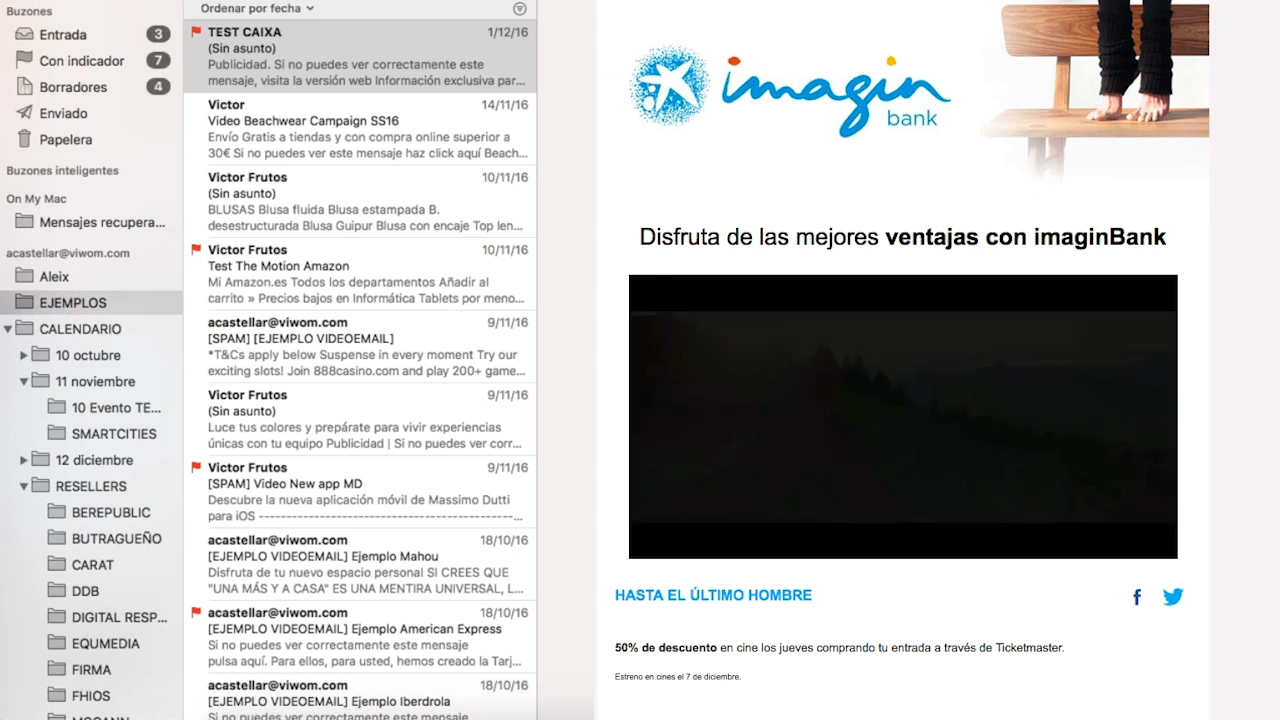 Buzones
Entrada 3
Con indicador 7
Borradores 4
Enviado
Papelera
Buzones inteligentes
On My Mac
Mensajes recupera...
acastellar@viwom.com
Aleix
EJEMPLOS
CALENDARIO
10 octubre
11 noviembre
10 Evento TE...
SMARTCITIES
12 diciembre
RESELLERS
BEREPUBLIC
BUTRAGUEÑO
CARAT
DDB
DIGITAL RESP...
EQUMEDIA
FIRMA
FHIOS
Ordenar por fecha
TEST CAIXA 1/12/16
(Sin asunto)
Publicidad. Si no puedes ver correctamente este
mensaje, visita la versión web Información exclusiva par...
Victor 14/11/16
Video Beachwear Campaign SS16
Envío Gratis a tiendas y con compra online superior a
30€ Si no puedes ver este mensaje haz click aquí Beach...
Victor Frutos 10/11/16
(Sin asunto)
BLUSAS Blusa fluida Blusa estampada B.
desestructurada Blusa Guipur Blusa con encaje Top len...
Victor Frutos 10/11/16
Test The Motion Amazon
Mi Amazon.es Todos los departamentos Añadir al
carrito » Precios bajos en Informática Tablets por meno...
acastellar@viwom.com 9/11/16
[SPAM] [EJEMPLO VIDEOEMAIL]
*T&Cs apply below Suspense in every moment Try our
exciting slots! Join 888casino.com and play 200+ game...
Victor Frutos 9/11/16
(Sin asunto)
Luce tus colores y prepárate para vivir experiencias
únicas con tu equipo Publicidad | Si no puedes ver corr...
Victor Frutos 9/11/16
[SPAM] Vídeo New app MD
Descubre la nueva aplicación móvil de Massimo Dutti
para iOS ---------------------------------------------...
acastellar@viwom.com 18/10/16
[EJEMPLO VIDEOEMAIL] Ejemplo Mahou
Disfruta de tu nuevo espacio personal SI CREES QUE
"UNA MÁS Y A CASA" ES UNA MENTIRA UNIVERSAL, L...
acastellar@viwom.com 18/10/16
[EJEMPLO VIDEOEMAIL] Ejemplo American Express
Si no puedes ver correctamente este mensaje
pulsa aquí. Para ellos, para usted, hemos creado la Tarj...
acastellar@viwom.com 18/10/16
[EJEMPLO VIDEOEMAIL] Ejemplo Iberdrola
Si no puedes ver correctamente este mensaje
imagin
bank
Disfruta de las mejores ventajas con imaginBank
HASTA EL ÚLTIMO HOMBRE
50% de descuento en cine los jueves comprando tu entrada a través de Ticketmaster.
Estreno en cines el 7 de diciembre.